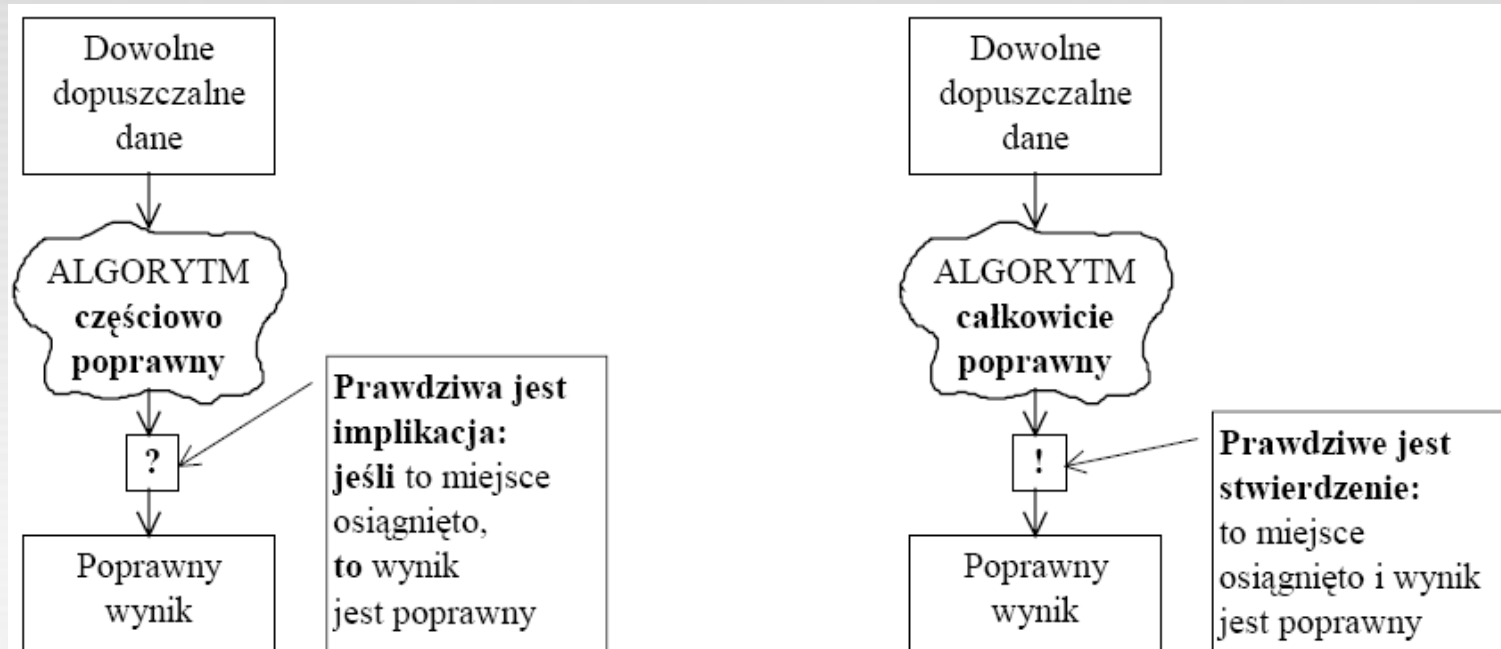 Dowolne
dopuszczalne
dane
ALGORYTM
częściowo
poprawny
?
Prawdziwa jest
implikacja:
jeśli to miejsce
osiągnięto,
to wynik
jest poprawny
Poprawny
wynik
Dowolne
dopuszczalne
dane
ALGORYTM
całkowicie
poprawny
!
Prawdziwe jest
stwierdzenie:
to miejsce
osiągnięto i wynik
jest poprawny
Poprawny
wynik